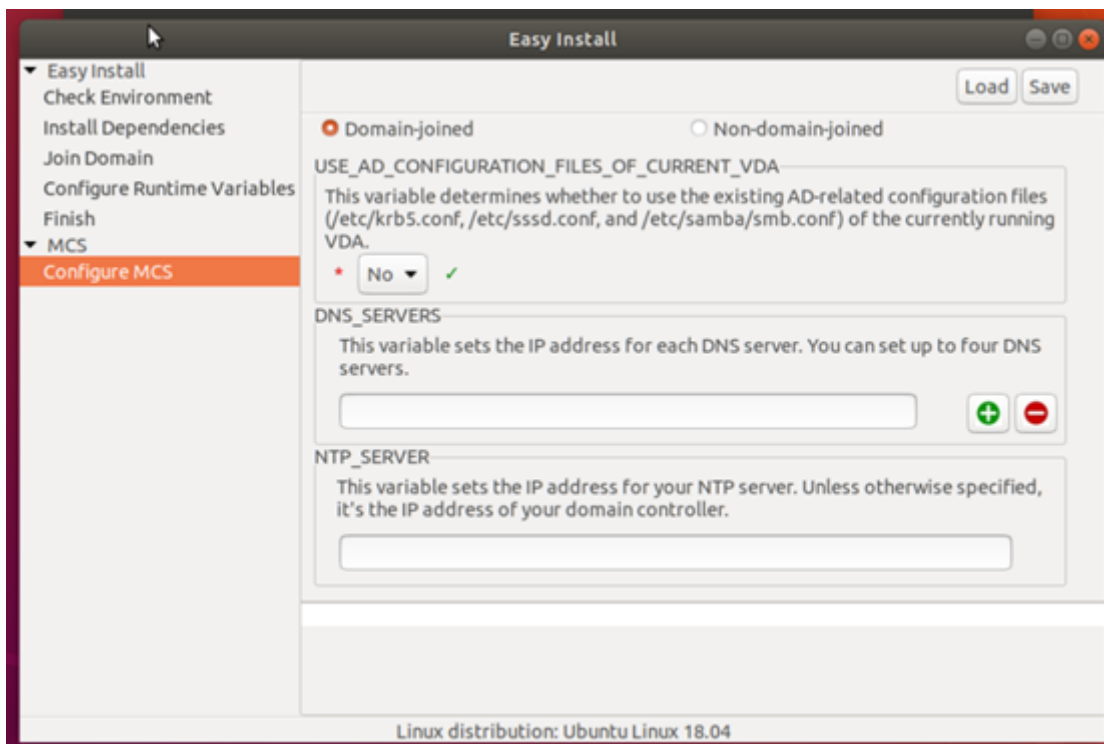 Easy Install
Easy Install
Check Environment
Install Dependencies
Join Domain
Configure Runtime Variables
Finish
MCS
Configure MCS
Load Save
Domain-joined Non-domain-joined
USE_AD_CONFIGURATION_FILES_OF_CURRENT_VDA
This variable determines whether to use the existing AD-related configuration files
(/etc/krb5.conf, /etc/sssd.conf, and /etc/samba/smb.conf) of the currently running
VDA.
* No ✓
DNS_SERVERS
This variable sets the IP address for each DNS server. You can set up to four DNS
servers.
NTP_SERVER
This variable sets the IP address for your NTP server. Unless otherwise specified,
it's the IP address of your domain controller.
Linux distribution: Ubuntu Linux 18.04